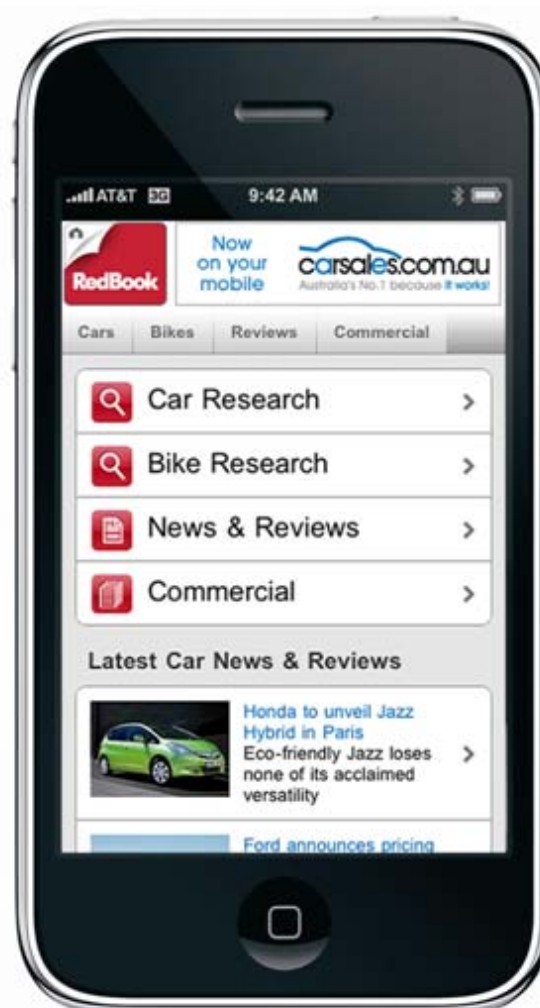 AT&T 3G 9:42 AM
RedBook
Now
on your
mobile
carsales.com.au
Australia's No.1 because it works!
Cars Bikes Reviews Commercial
Car Research
Bike Research
News & Reviews
Commercial
Latest Car News & Reviews
Honda to unveil Jazz
Hybrid in Paris
Eco-friendly Jazz loses
none of its acclaimed
versatility
Ford announces pricing